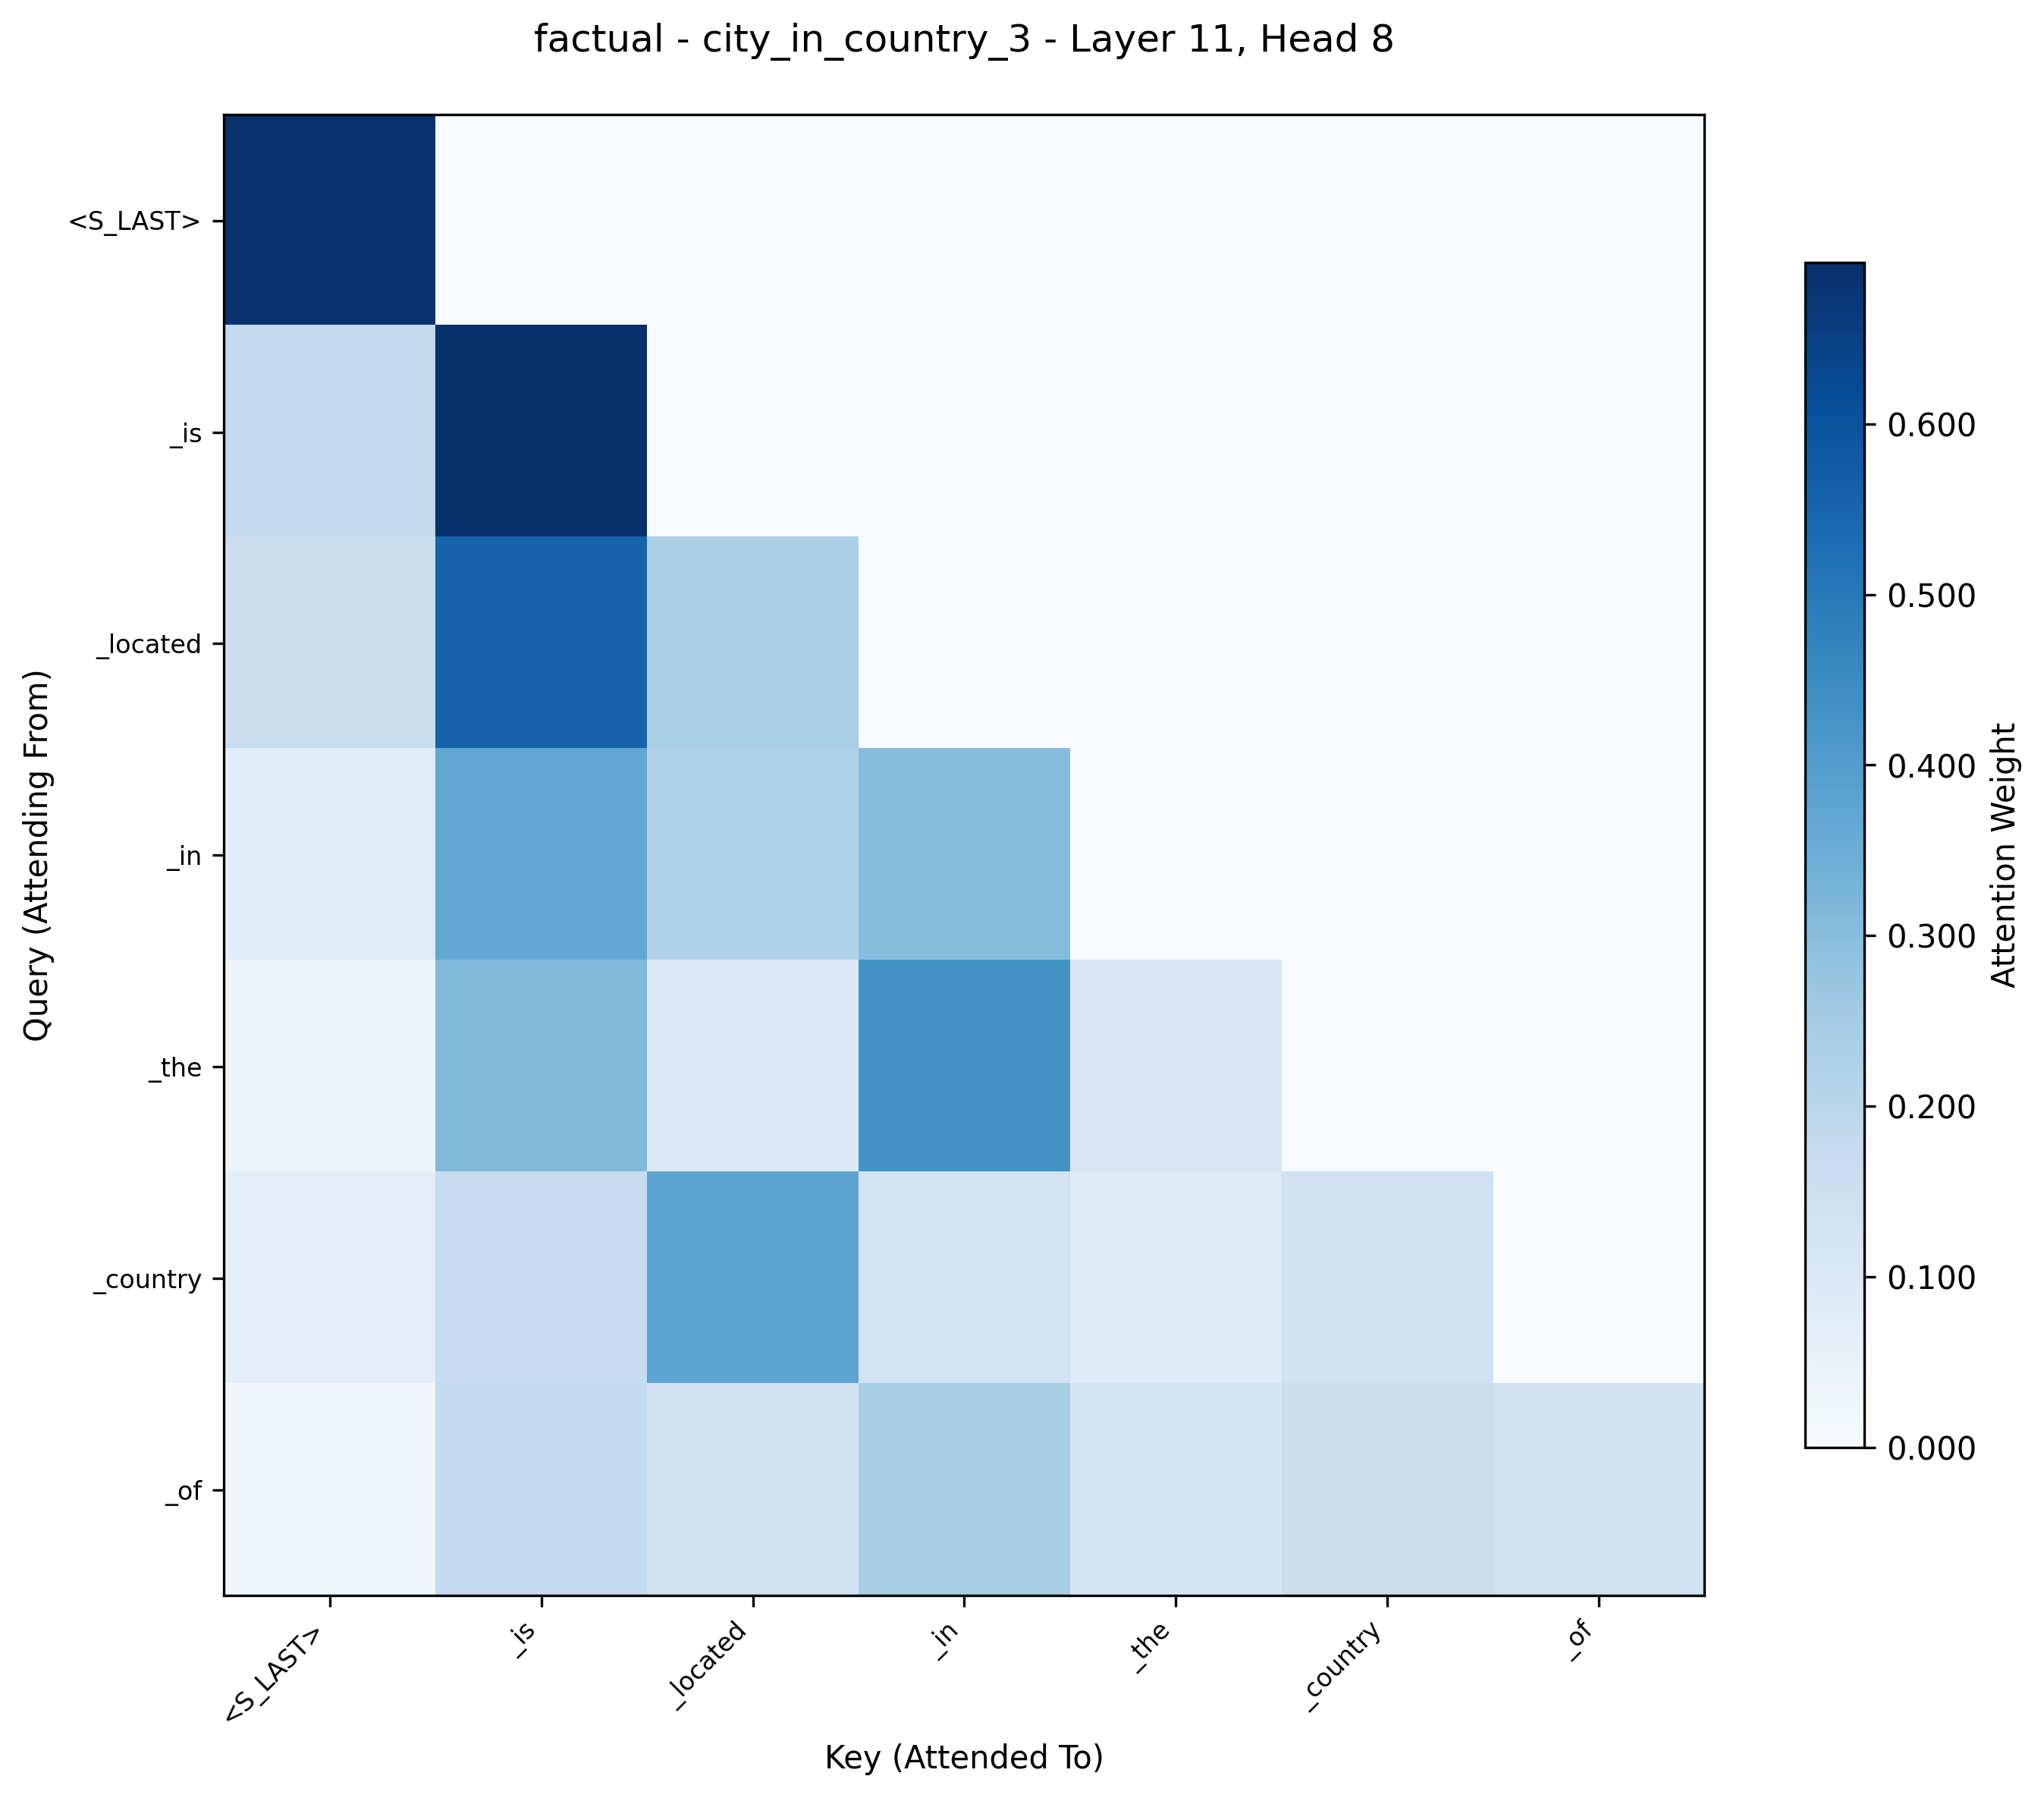 factual - city_in_country_3 - Layer 11, Head 8
Query (Attending From)
<S_LAST>
_is
_located
_in
_the
_country
_of
<S_LAST>
_is
_located
_in
_the
_country
_of
Key (Attended To)
0.600
0.500
0.400
0.300
0.200
0.100
0.000
Attention Weight